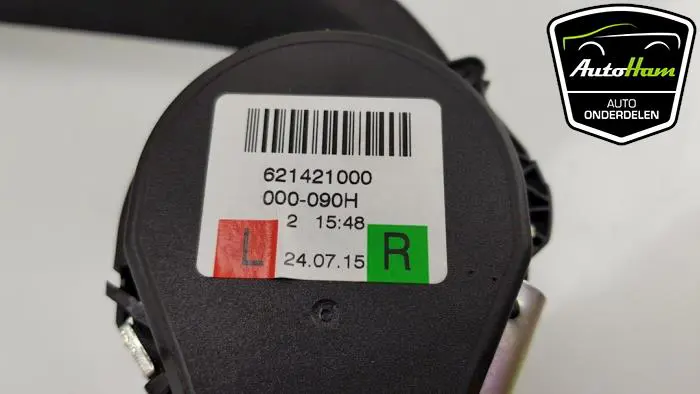 621421000
000-090H
2 15:48
L 24.07.15 R
AutoHam
AUTO
ONDERDELEN